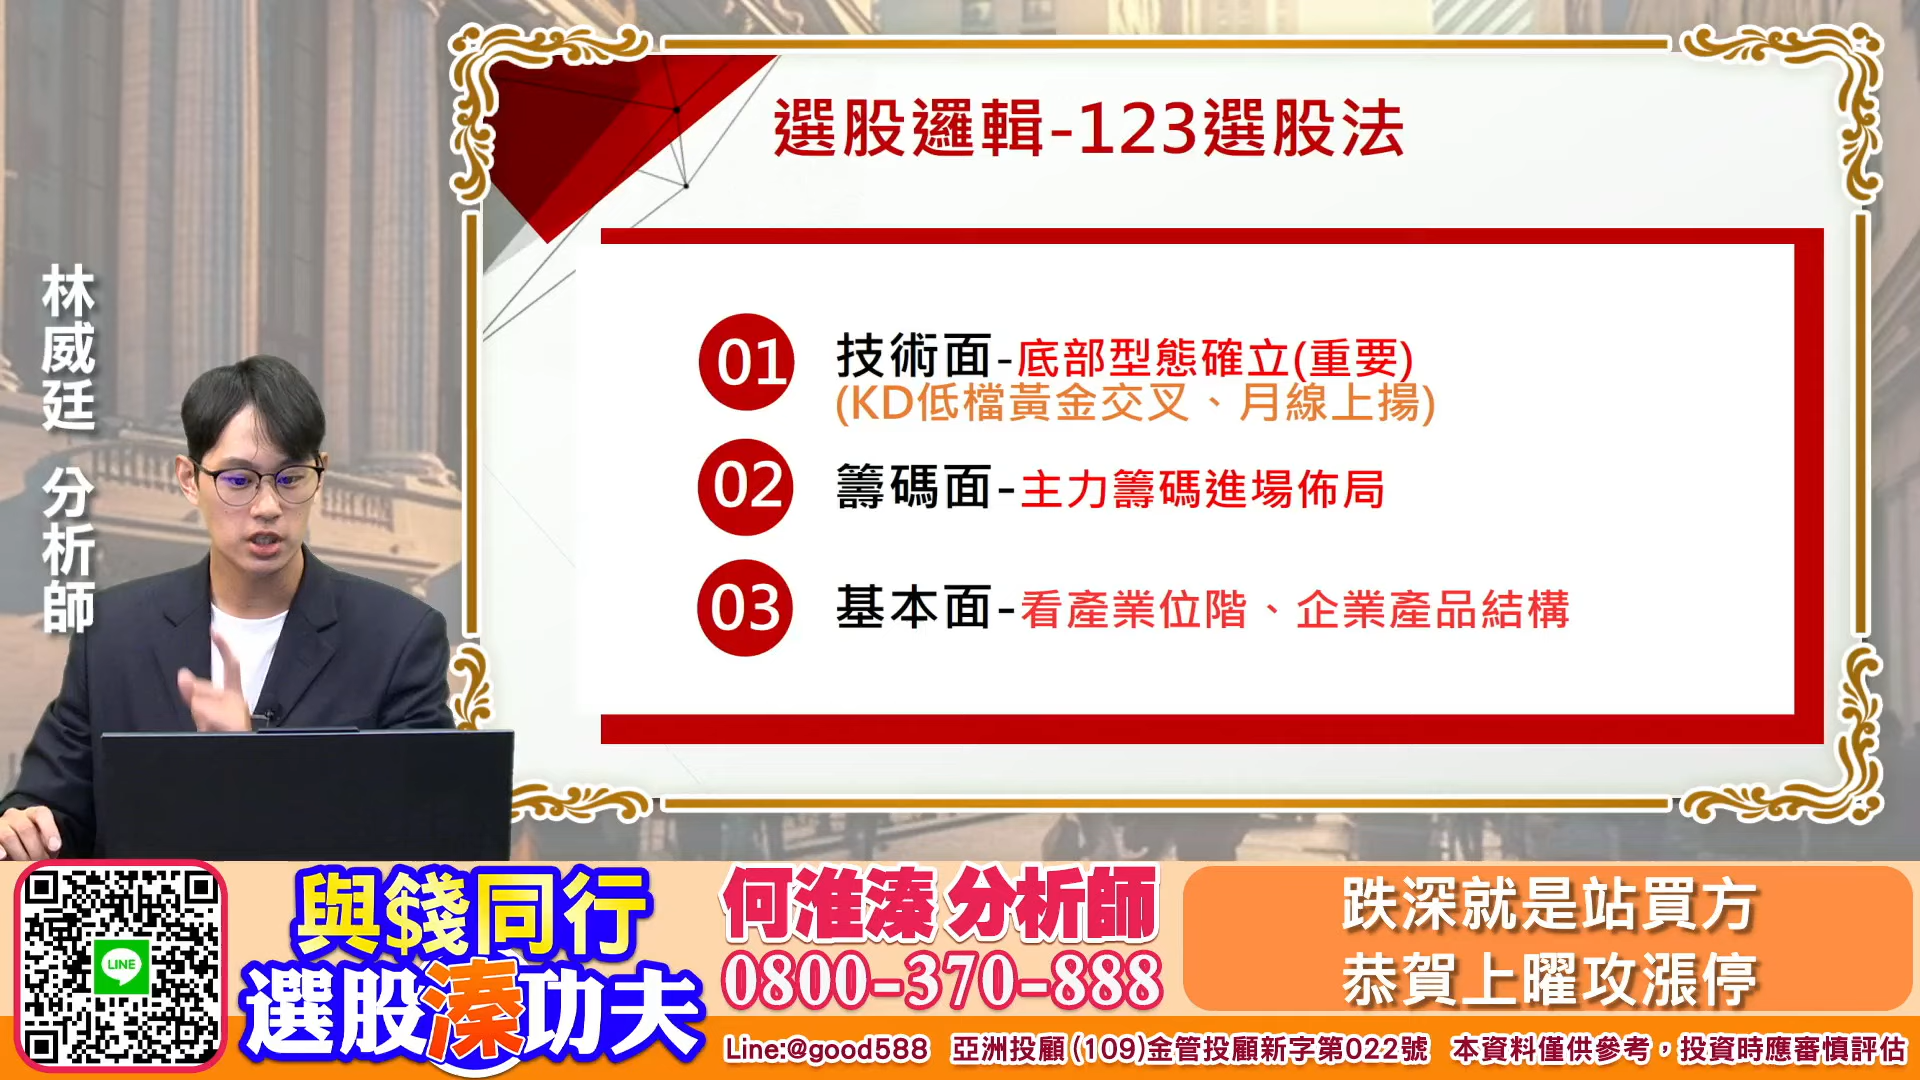 選股邏輯-123選股法
01 技術面-底部型態確立(重要)
(KD低檔黃金交叉、月線上揚)
02 籌碼面-主力籌碼進場佈局
03 基本面-看產業位階、企業產品結構
林威廷 分析師
LINE
與錢同行
選股溱功夫
何淮溱 分析師
0800-370-888
跌深就是站買方
恭賀上曜攻漲停
Line:@good588 亞洲投顧 (109)金管投顧新字第022號 本資料僅供參考，投資時應審慎評估